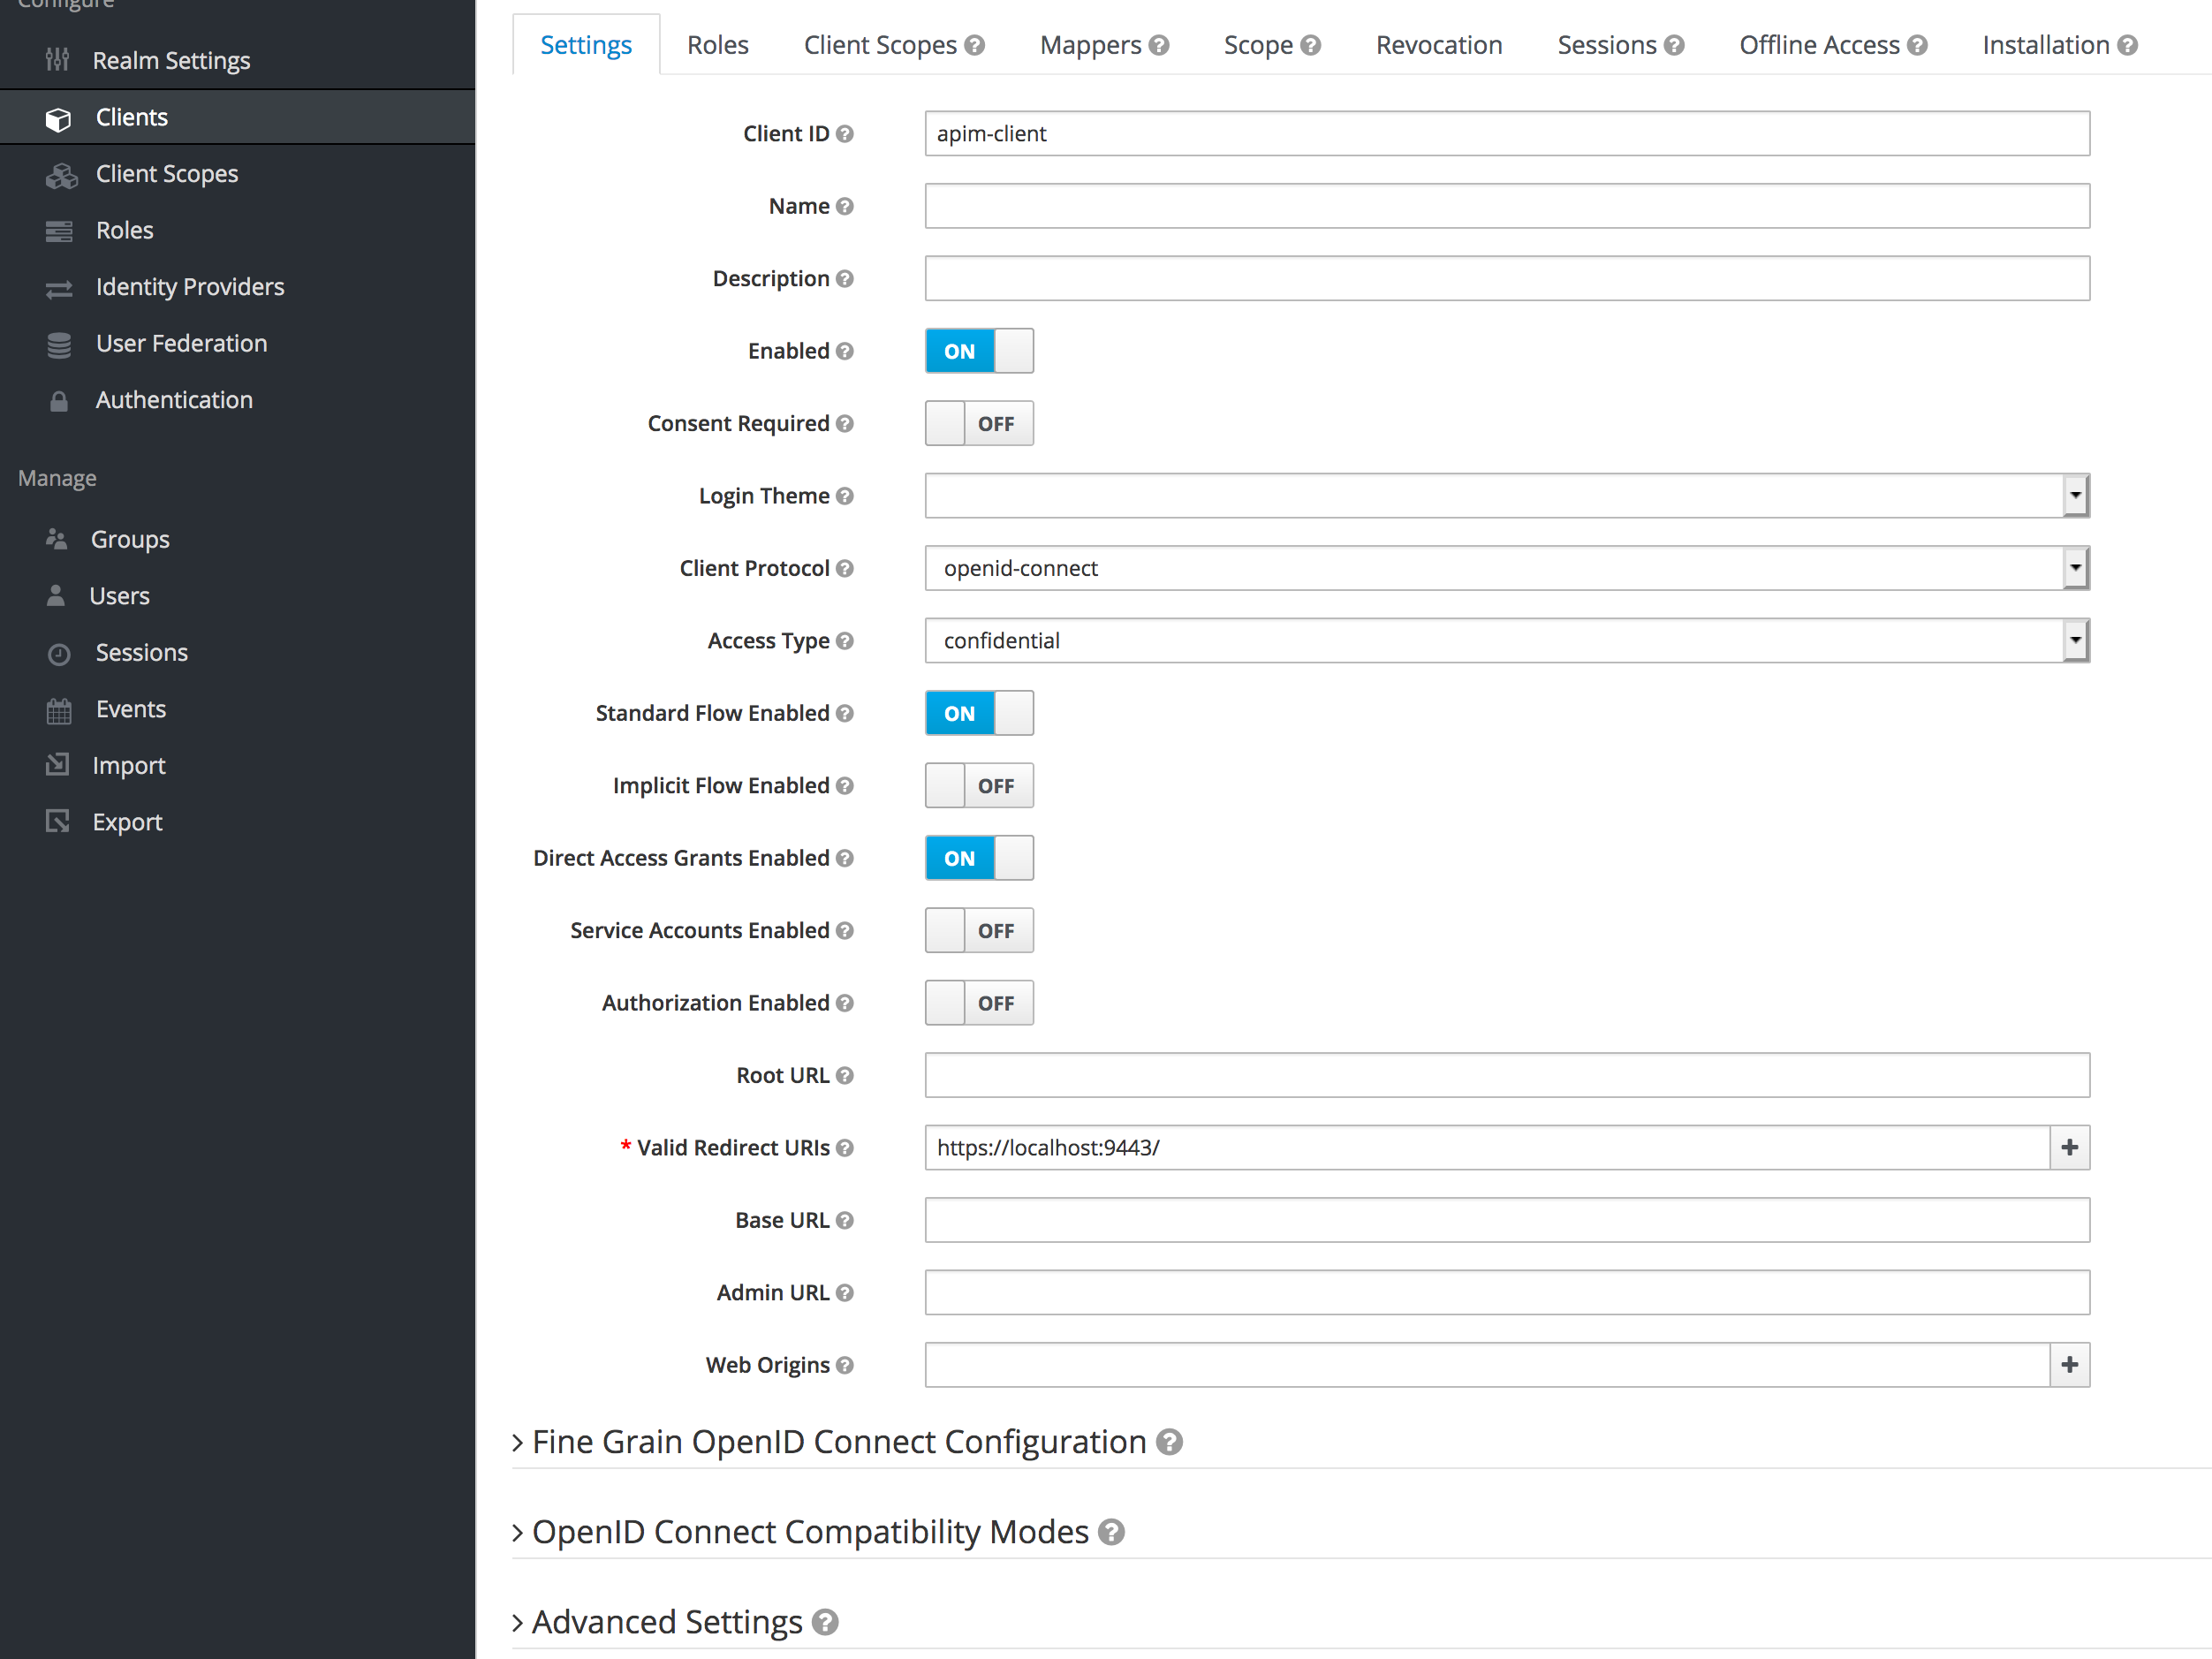 Configure
Realm Settings
Clients
Client Scopes
Roles
Identity Providers
User Federation
Authentication
Manage
Groups
Users
Sessions
Events
Import
Export
Settings Roles Client Scopes Mappers Scope Revocation Sessions Offline Access Installation
Client ID apim-client
Name
Description
Enabled ON
Consent Required OFF
Login Theme
Client Protocol openid-connect
Access Type confidential
Standard Flow Enabled ON
Implicit Flow Enabled OFF
Direct Access Grants Enabled ON
Service Accounts Enabled OFF
Authorization Enabled OFF
Root URL
* Valid Redirect URIs https://localhost:9443/
Base URL
Admin URL
Web Origins
Fine Grain OpenID Connect Configuration
OpenID Connect Compatibility Modes
Advanced Settings